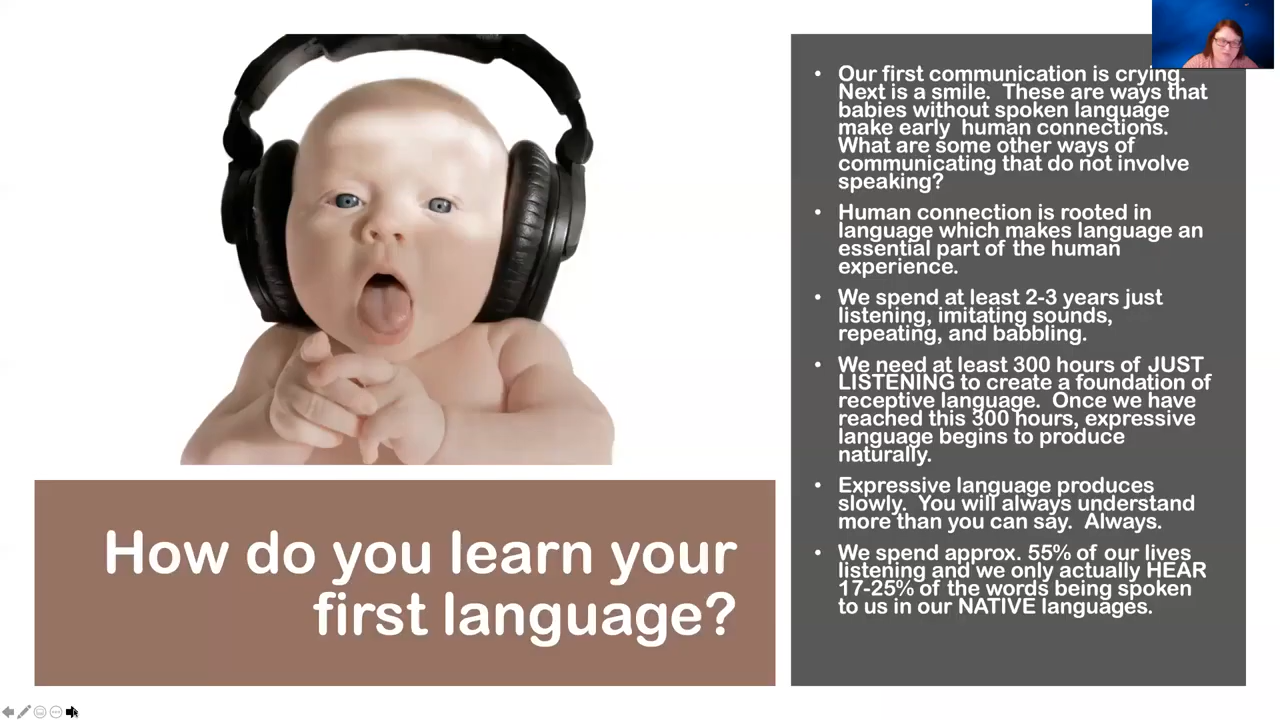 How do you learn your
first language?
• Our first communication is crying.
Next is a smile.  These are ways that
babies without spoken language
make early  human connections.
What are some other ways of
communicating that do not involve
speaking?
• Human connection is rooted in
language which makes language an
essential part of the human
experience.
• We spend at least 2-3 years just
listening, imitating sounds,
repeating, and babbling.
• We need at least 300 hours of JUST
LISTENING to create a foundation of
receptive language.  Once we have
reached this 300 hours, expressive
language begins to produce
naturally.
• Expressive language produces
slowly.  You will always understand
more than you can say.  Always.
• We spend approx. 55% of our lives
listening and we only actually HEAR
17-25% of the words being spoken
to us in our NATIVE languages.